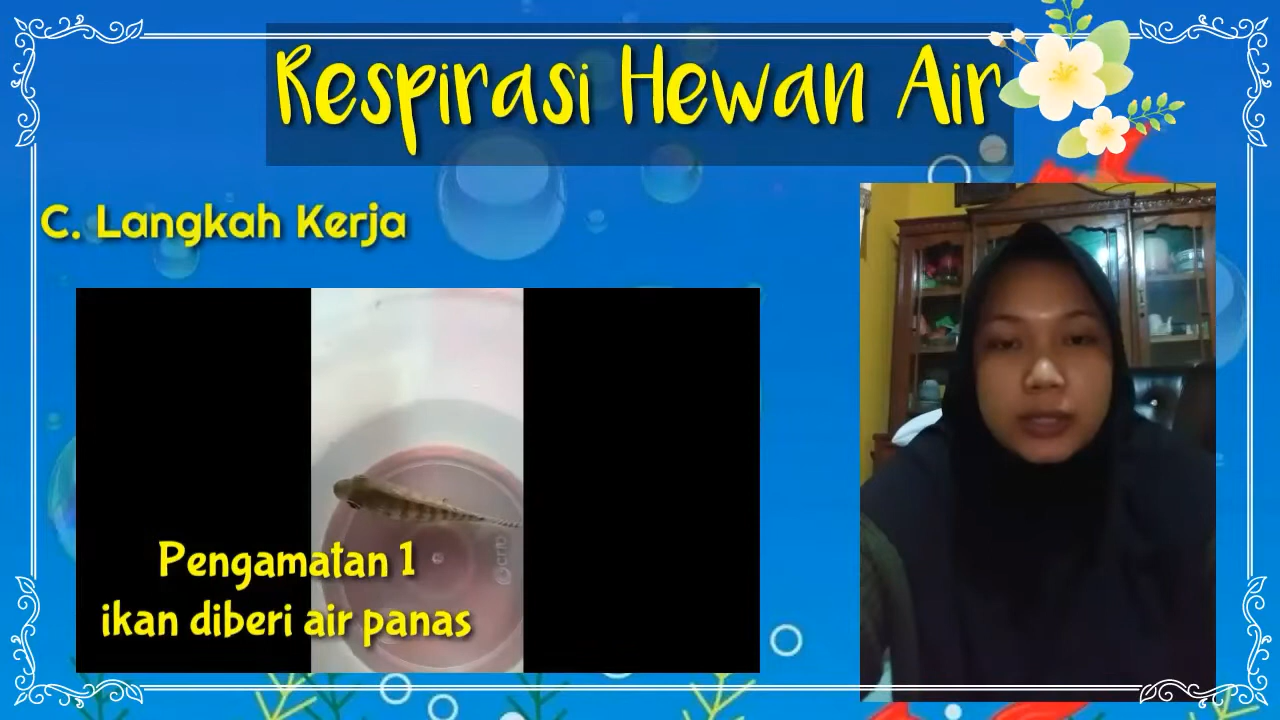 Respirasi Hewan Air
C. Langkah Kerja
Pengamatan 1
ikan diberi air panas